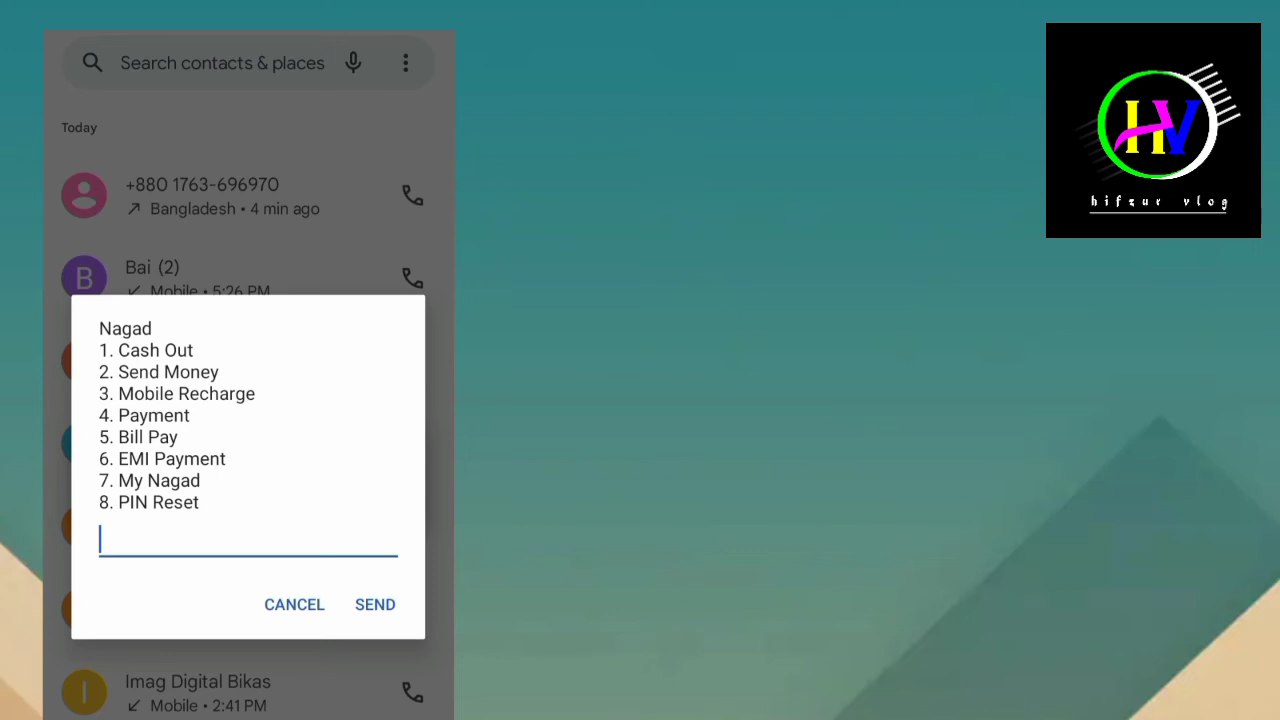 Search contacts & places
Today
+880 1763-696970
Bangladesh • 4 min ago
Bai (2)
B
Mobile • 5:26 PM
Nagad
1. Cash Out
2. Send Money
3. Mobile Recharge
4. Payment
5. Bill Pay
6. EMI Payment
7. My Nagad
8. PIN Reset
CANCEL SEND
Imag Digital Bikas
I
Mobile • 2:41 PM
HV
hifzur vlog